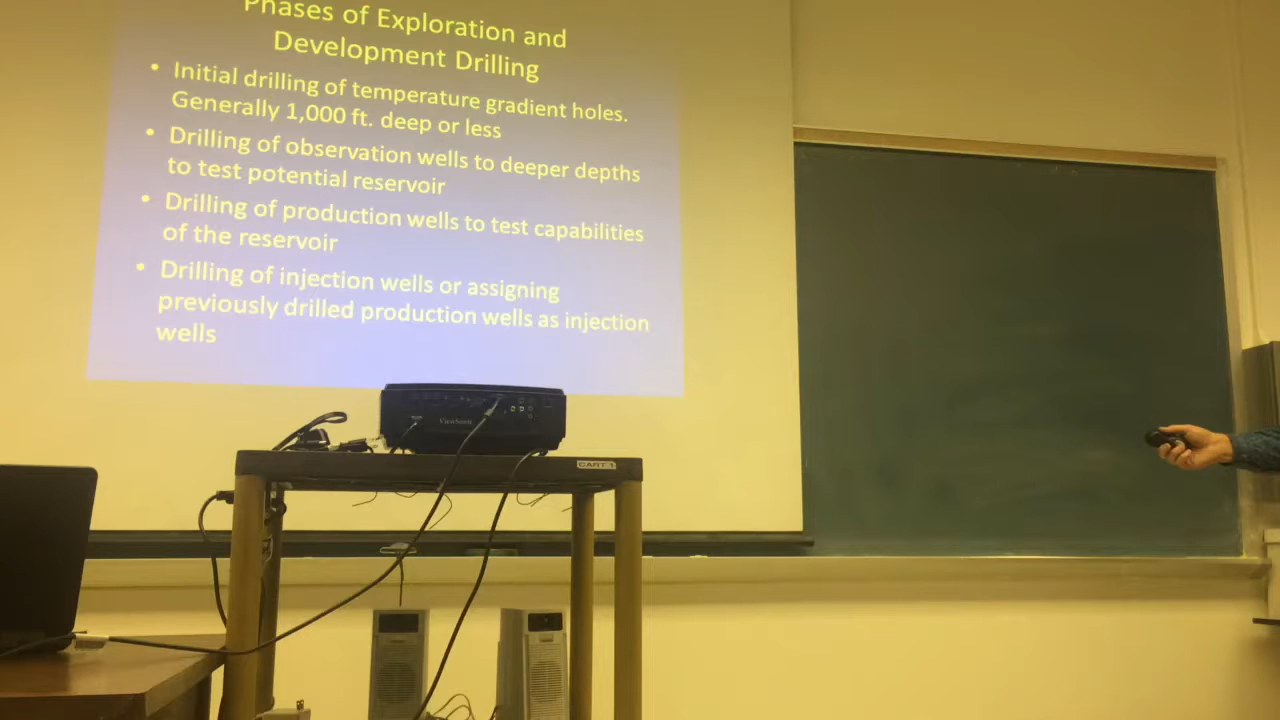 Phases of Exploration and
Development Drilling
• Initial drilling of temperature gradient holes.
Generally 1,000 ft. deep or less
• Drilling of observation wells to deeper depths
to test potential reservoir
• Drilling of production wells to test capabilities
of the reservoir
• Drilling of injection wells or assigning
previously drilled production wells as injection
wells
ViewSonic
CART 1